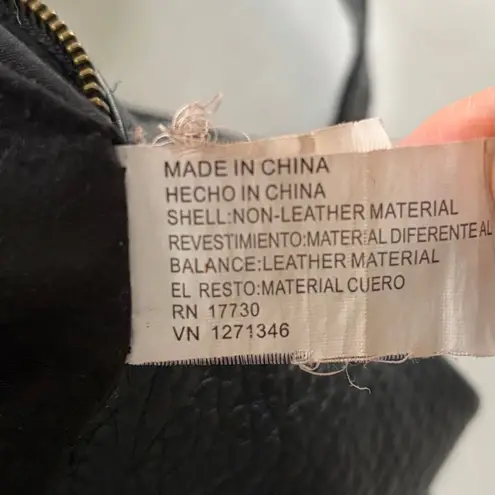 MADE IN CHINA
HECHO IN CHINA
SHELL:NON-LEATHER MATERIAL
REVESTIMIENTO:MATERIAL DIFERENTE AL
BALANCE:LEATHER MATERIAL
EL RESTO:MATERIAL CUERO
RN 17730
VN 1271346